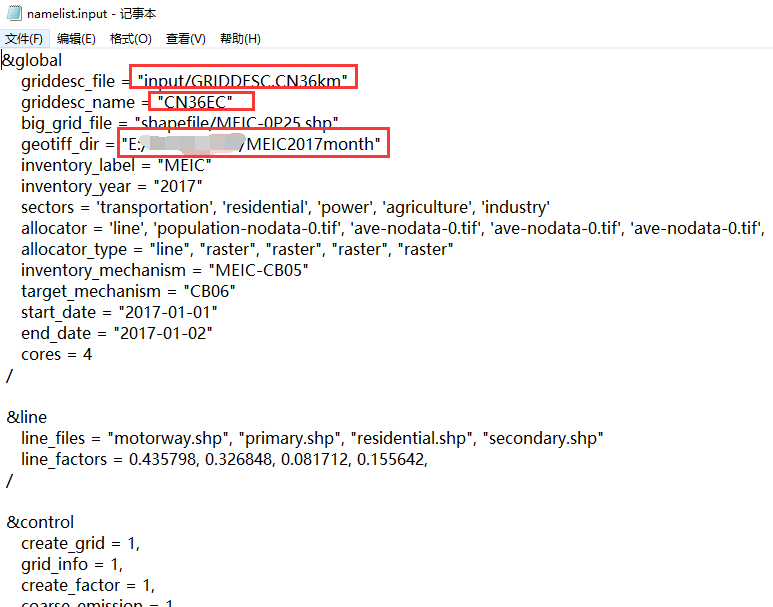 namelist.input - 记事本
文件(F) 编辑(E) 格式(O) 查看(V) 帮助(H)
&global
griddesc_file = "input/GRIDDESC.CN36km"
griddesc_name = "CN36EC"
big_grid_file = "shapefile/MEIC-0P25.shp"
geotiff_dir = "E:/ /MEIC2017month"
inventory_label = "MEIC"
inventory_year = "2017"
sectors = 'transportation', 'residential', 'power', 'agriculture', 'industry'
allocator = 'line', 'population-nodata-0.tif', 'ave-nodata-0.tif', 'ave-nodata-0.tif', 'ave-nodata-0.tif',
allocator_type = "line", "raster", "raster", "raster", "raster"
inventory_mechanism = "MEIC-CB05"
target_mechanism = "CB06"
start_date = "2017-01-01"
end_date = "2017-01-02"
cores = 4
/
&line
line_files = "motorway.shp", "primary.shp", "residential.shp", "secondary.shp"
line_factors = 0.435798, 0.326848, 0.081712, 0.155642,
/
&control
create_grid = 1,
grid_info = 1,
create_factor = 1,
coarse_emission = 1